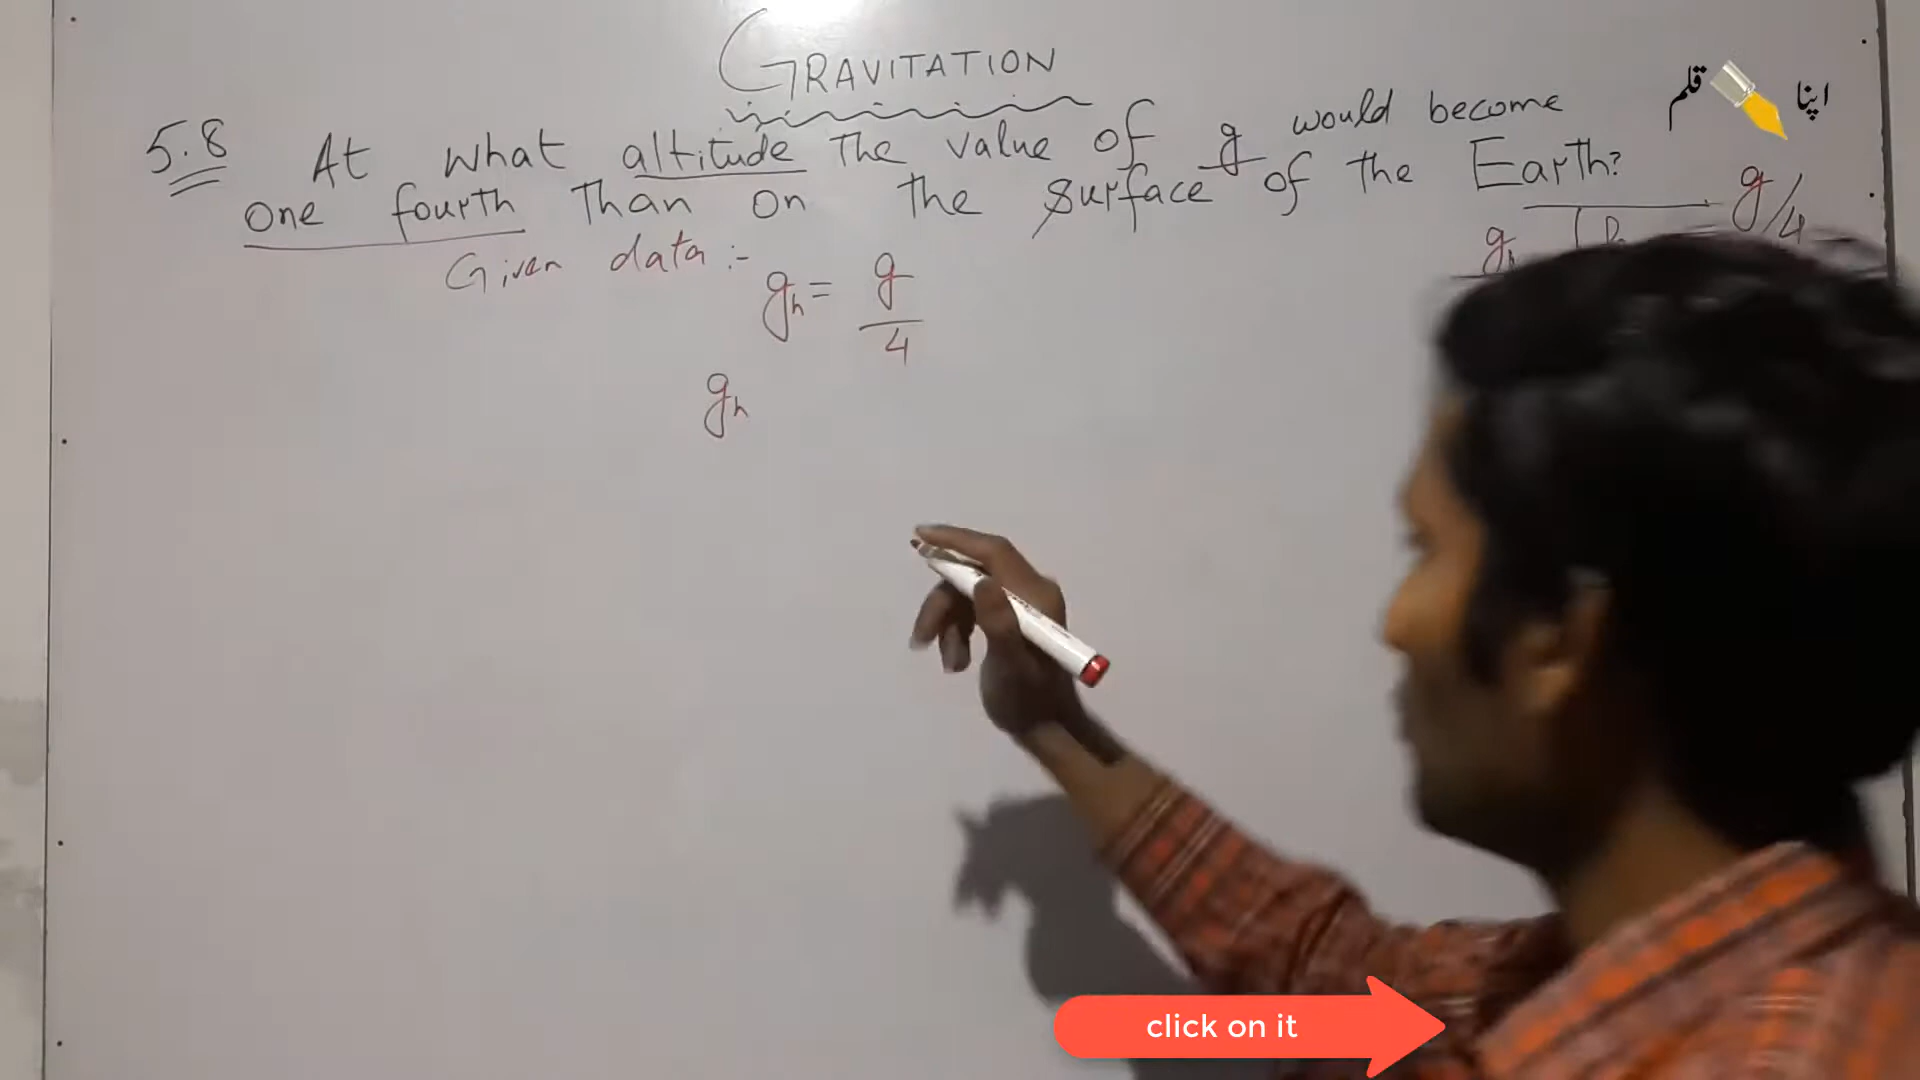 GRAVITATION
اپنا قلم
5.8 At what altitude the value of g would become
one fourth than on the surface of the Earth?
g/4
Given data :-
gh
gh = g/4
gh
click on it